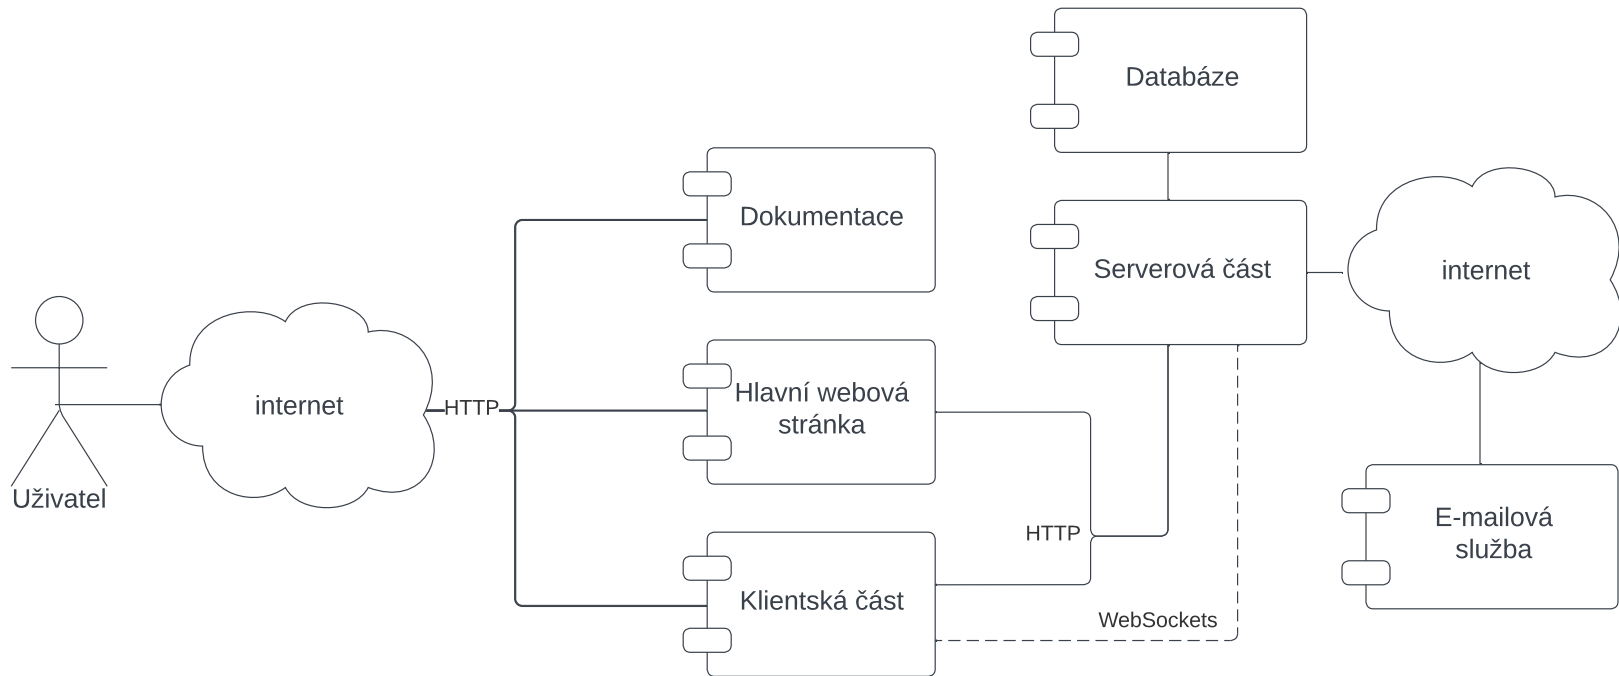 Databáze
Dokumentace
Serverová část
internet
internet
HTTP
Hlavní webová
stránka
Uživatel
HTTP
E-mailová
služba
Klientská část
WebSockets